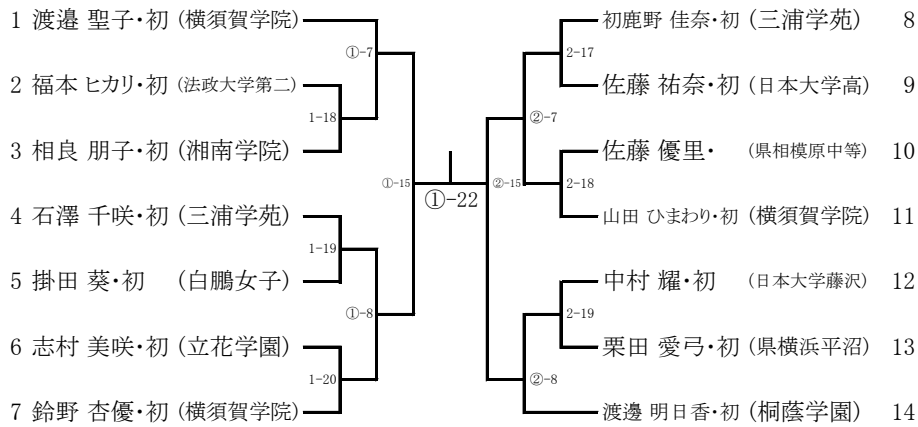 1 渡邉 聖子・初 (横須賀学院)
①-7
2 福本 ヒカリ・初 (法政大学第二)
1-18
3 相良 朋子・初 (湘南学院)
①-15
4 石澤 千咲・初 (三浦学苑)
1-19
5 掛田 葵・初 (白鵬女子)
①-8
6 志村 美咲・初 (立花学園)
1-20
7 鈴野 杏優・初 (横須賀学院)
①-22
初鹿野 佳奈・初 (三浦学苑) 8
2-17
佐藤 祐奈・初 (日本大学高) 9
②-7
佐藤 優里・ (県相模原中等) 10
②-15
2-18
山田 ひまわり・初 (横須賀学院) 11
中村 耀・初 (日本大学藤沢) 12
2-19
栗田 愛弓・初 (県横浜平沼) 13
②-8
渡邊 明日香・初 (桐蔭学園) 14